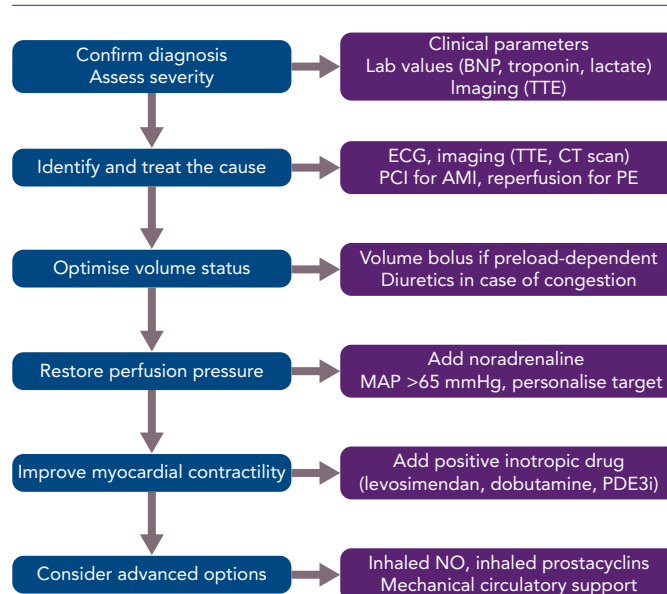 Confirm diagnosis
Assess severity
Clinical parameters
Lab values (BNP, troponin, lactate)
Imaging (TTE)
Identify and treat the cause
ECG, imaging (TTE, CT scan)
PCI for AMI, reperfusion for PE
Optimise volume status
Volume bolus if preload-dependent
Diuretics in case of congestion
Restore perfusion pressure
Add noradrenaline
MAP >65 mmHg, personalise target
Improve myocardial contractility
Add positive inotropic drug
(levosimendan, dobutamine, PDE3i)
Consider advanced options
Inhaled NO, inhaled prostacyclins
Mechanical circulatory support